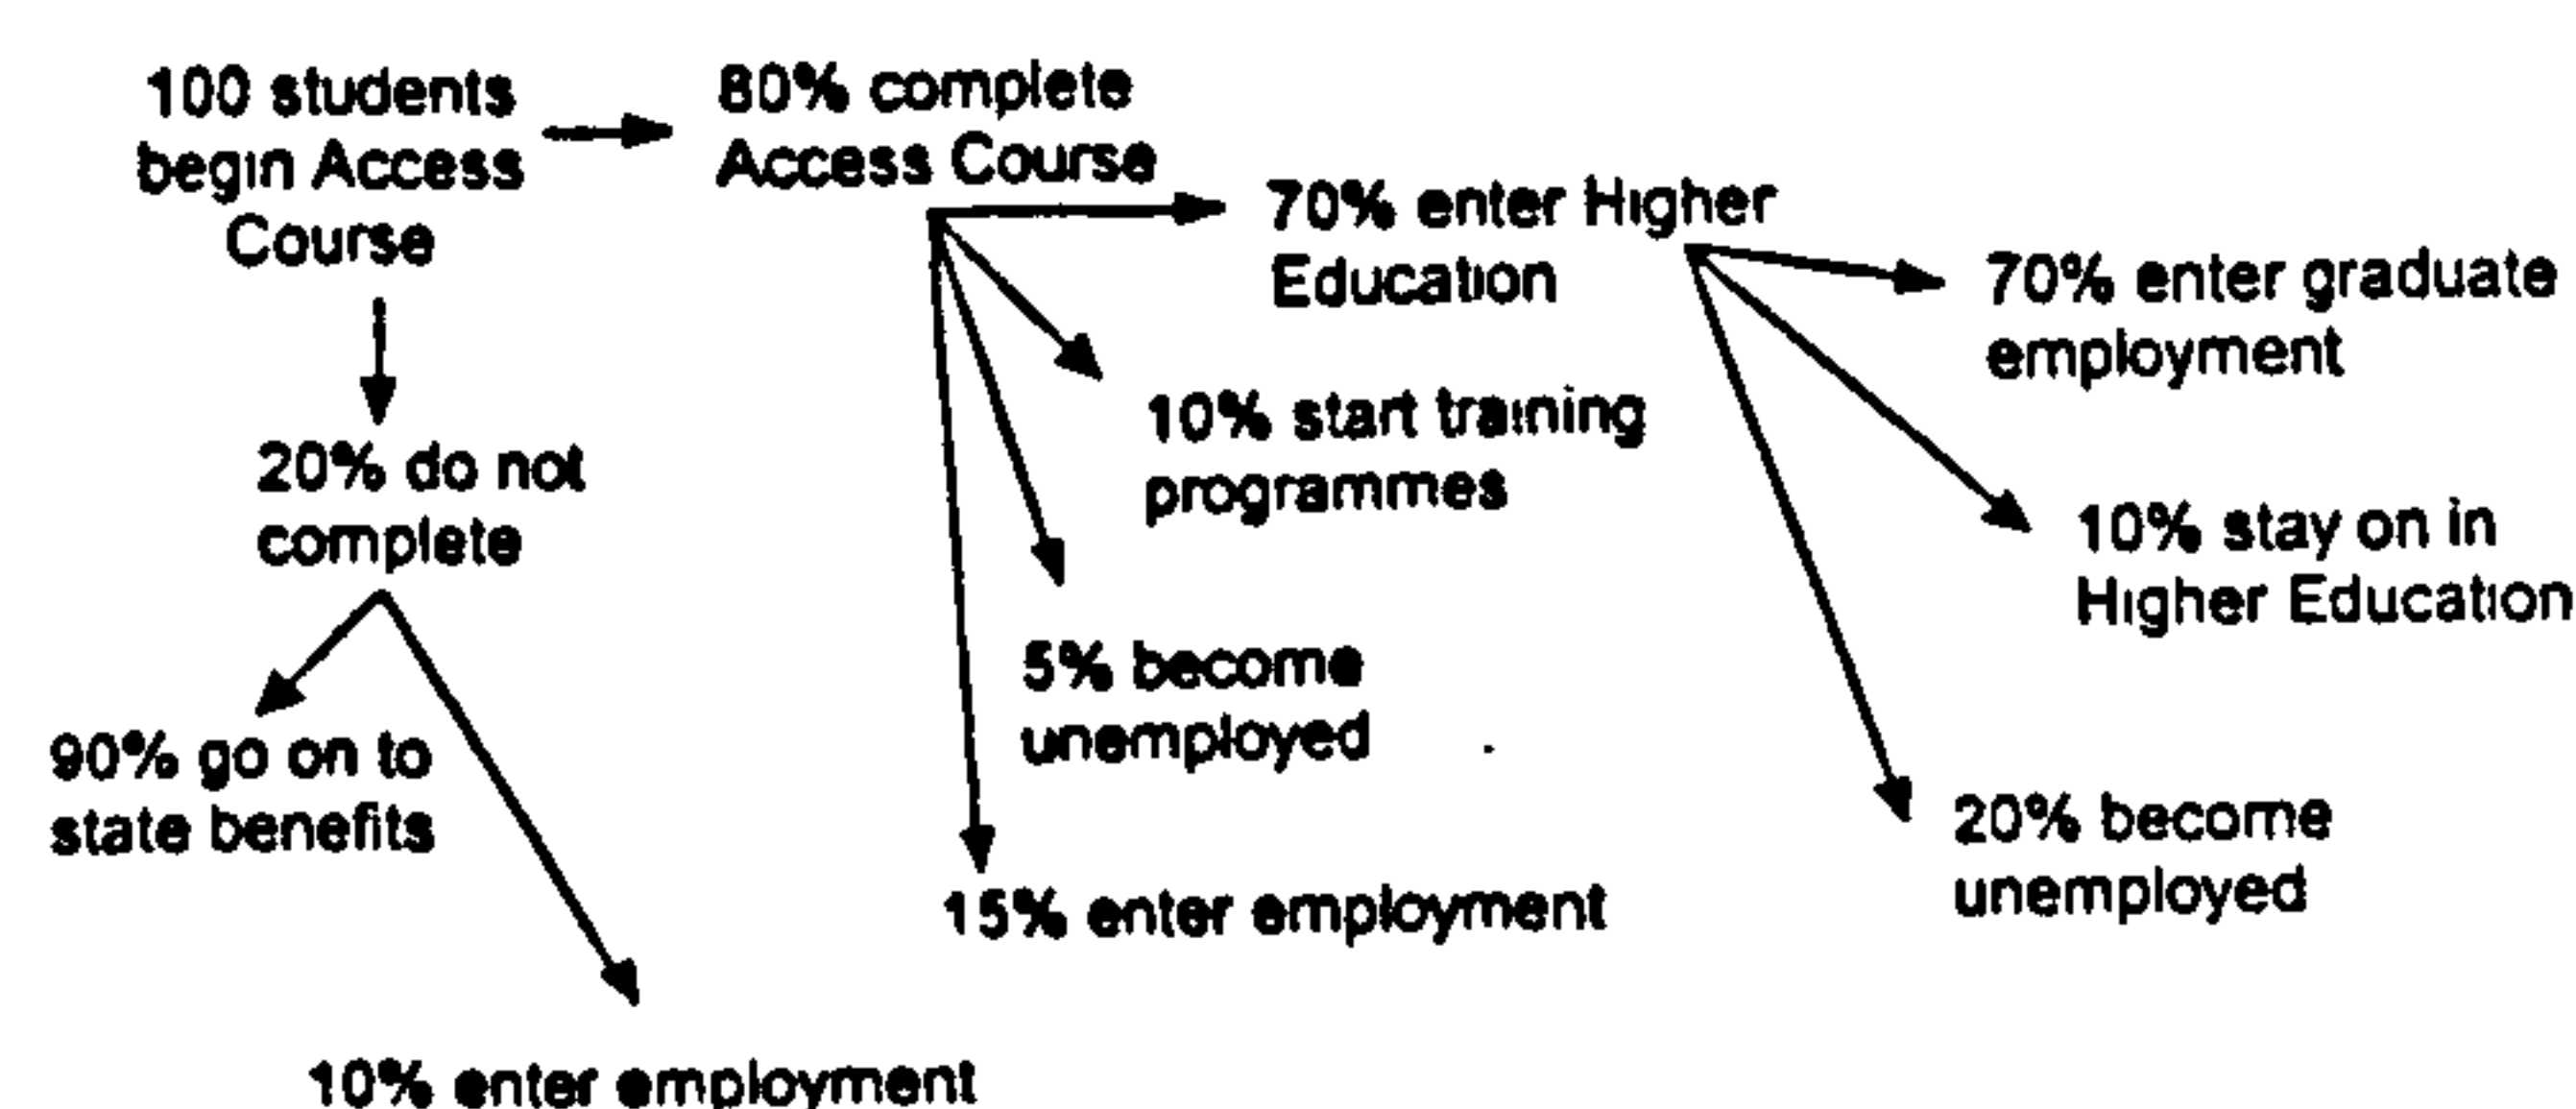 100 students
begin Access
Course
80% complete
Access Course
70% enter Higher
Education
70% enter graduate
employment
10% stay on in
Higher Education
20% become
unemployed
10% start training
programmes
5% become
unemployed
15% enter employment
20% do not
complete
90% go on to
state benefits
10% enter employment